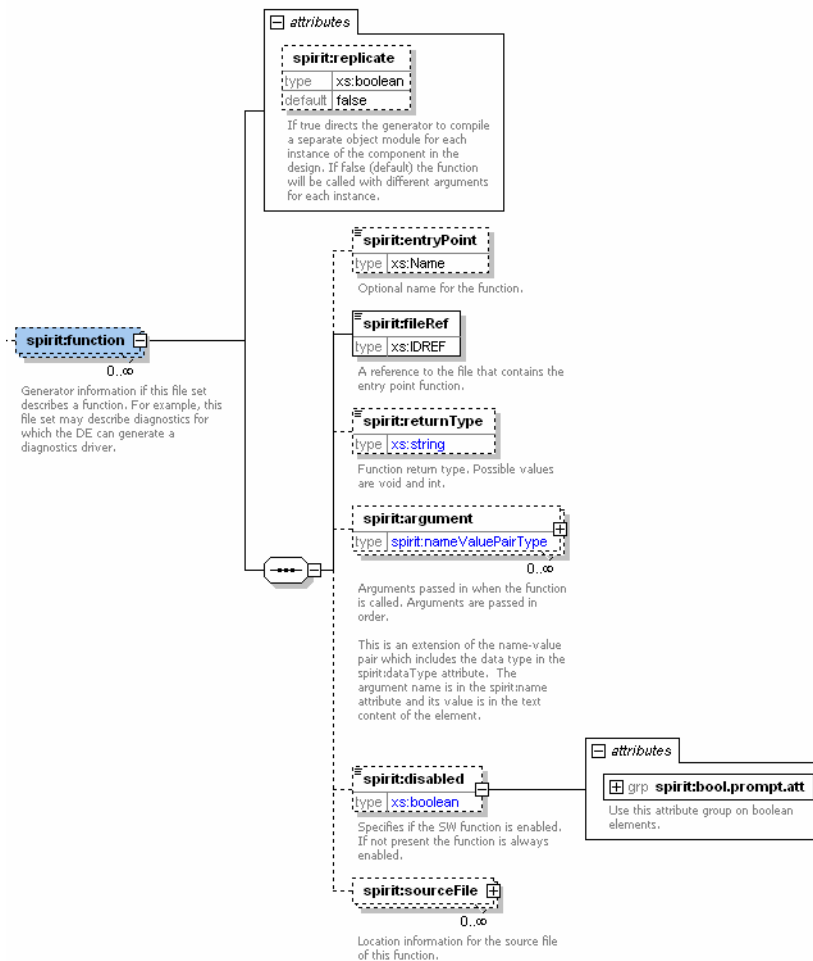 attributes
spirit:replicate
type xs:boolean
default false
If true directs the generator to compile
a separate object module for each
instance of the component in the
design. If false (default) the function
will be called with different arguments
for each instance.
spirit:entryPoint
type xs:Name
Optional name for the function.
spirit:function
0..∞
Generator information if this file set
describes a function. For example, this
file set may describe diagnostics for
which the DE can generate a
diagnostics driver.
spirit:fileRef
type xs:IDREF
A reference to the file that contains the
entry point function.
spirit:returnType
type xs:string
Function return type. Possible values
are void and int.
spirit:argument
type spirit:nameValuePairType
0..∞
Arguments passed in when the function
is called. Arguments are passed in
order.
This is an extension of the name-value
pair which includes the data type in the
spirit:dataType attribute. The
argument name is in the spirit:name
attribute and its value is in the text
content of the element.
spirit:disabled
type xs:boolean
Specifies if the SW function is enabled.
If not present the function is always
enabled.
attributes
grp spirit:bool.prompt.att
Use this attribute group on boolean
elements.
spirit:sourceFile
0..∞
Location information for the source file
of this function.